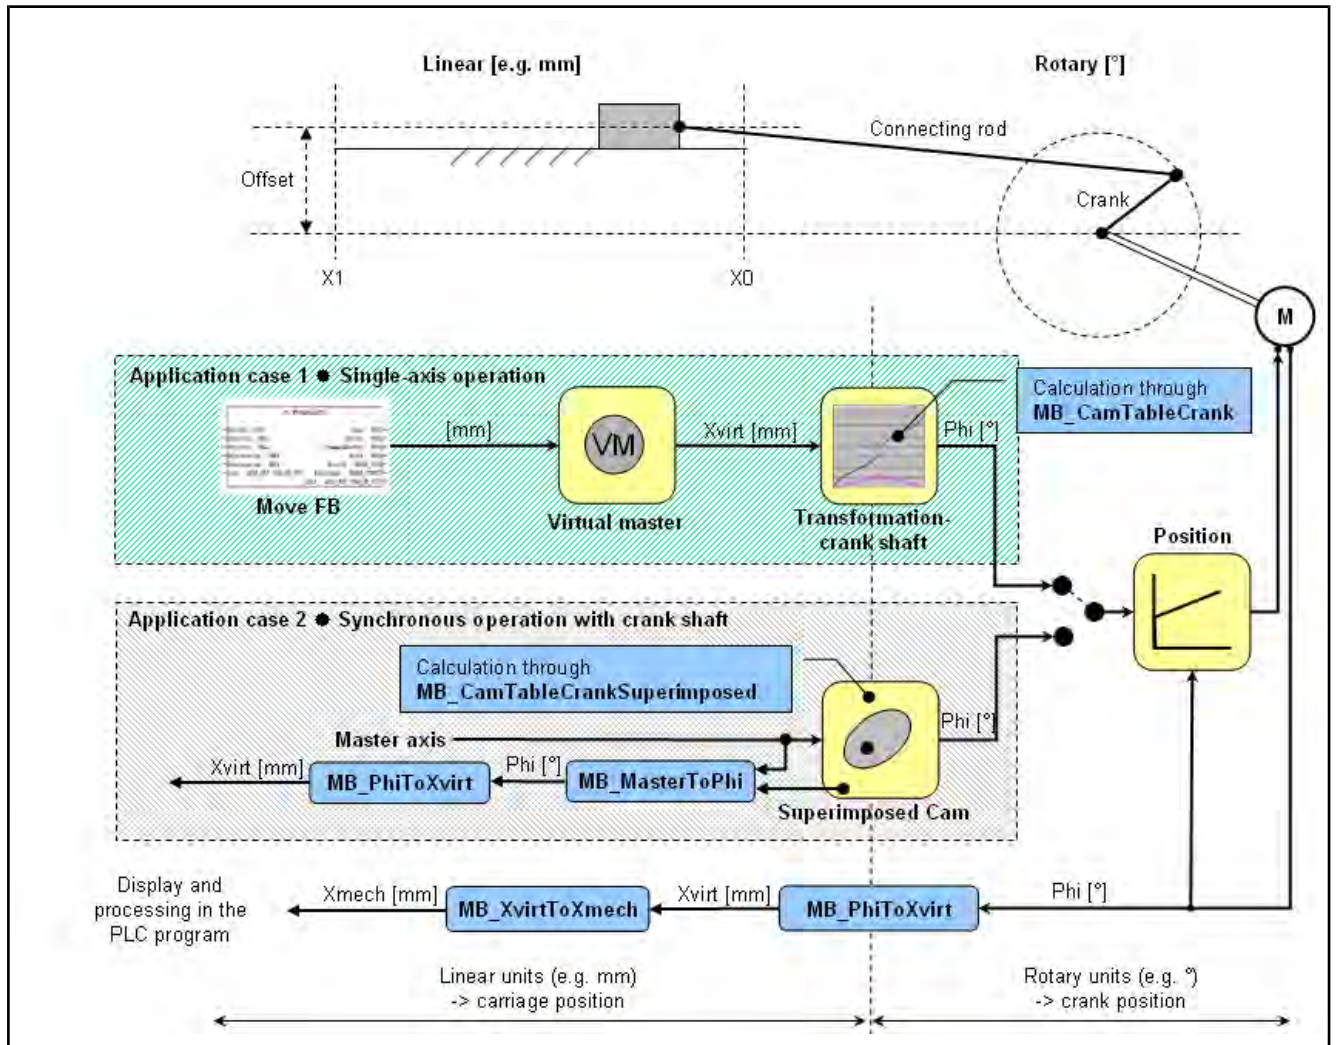 Linear [e.g. mm]
Rotary [°]
Connecting rod
Offset
Crank
X1
X0
M
Application case 1 ● Single-axis operation
Calculation through
MB_CamTableCrank
[mm]
VM
Xvirt [mm]
Phi [°]
Move FB
Virtual master
Transformation-
crank shaft
Position
Application case 2 ● Synchronous operation with crank shaft
Calculation through
MB_CamTableCrankSuperimposed
Phi [°]
Master axis
Xvirt [mm]
MB_PhiToXvirt
Phi [°]
MB_MasterToPhi
Superimposed Cam
Display and
processing in the
PLC program
Xmech [mm]
MB_XvirtToXmech
Xvirt [mm]
MB_PhiToXvirt
Phi [°]
Linear units (e.g. mm)
-> carriage position
Rotary units (e.g. °)
-> crank position